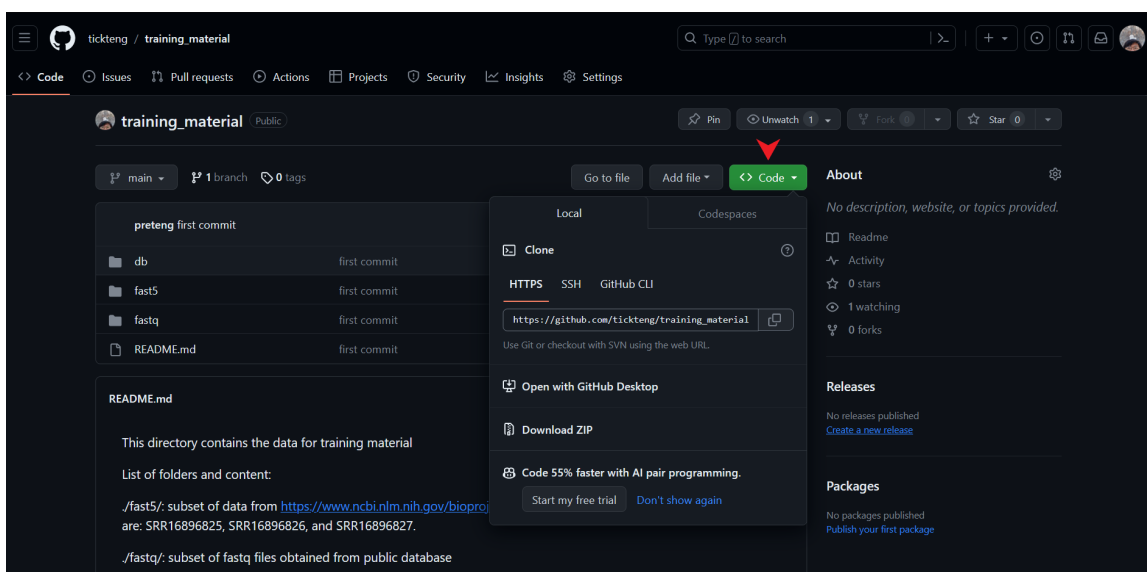 tickteng / training_material
Type / to search
Code Issues Pull requests Actions Projects Security Insights Settings
training_material Public
Pin Unwatch 1 Fork 0 Star 0
main 1 branch 0 tags
Go to file Add file Code
About
No description, website, or topics provided.
Readme
Activity
0 stars
1 watching
0 forks
Releases
No releases published
Create a new release
Packages
No packages published
Publish your first package
preteng first commit
db first commit
fast5 first commit
fastq first commit
README.md first commit
Local Codespaces
Clone
HTTPS SSH GitHub CLI
https://github.com/tickteng/training_material
Use Git or checkout with SVN using the web URL.
Open with GitHub Desktop
Download ZIP
Code 55% faster with AI pair programming.
Start my free trial Don't show again
README.md
This directory contains the data for training material
List of folders and content:
./fast5/: subset of data from https://www.ncbi.nlm.nih.gov/bioproj
are: SRR16896825, SRR16896826, and SRR16896827.
./fastq/: subset of fastq files obtained from public database